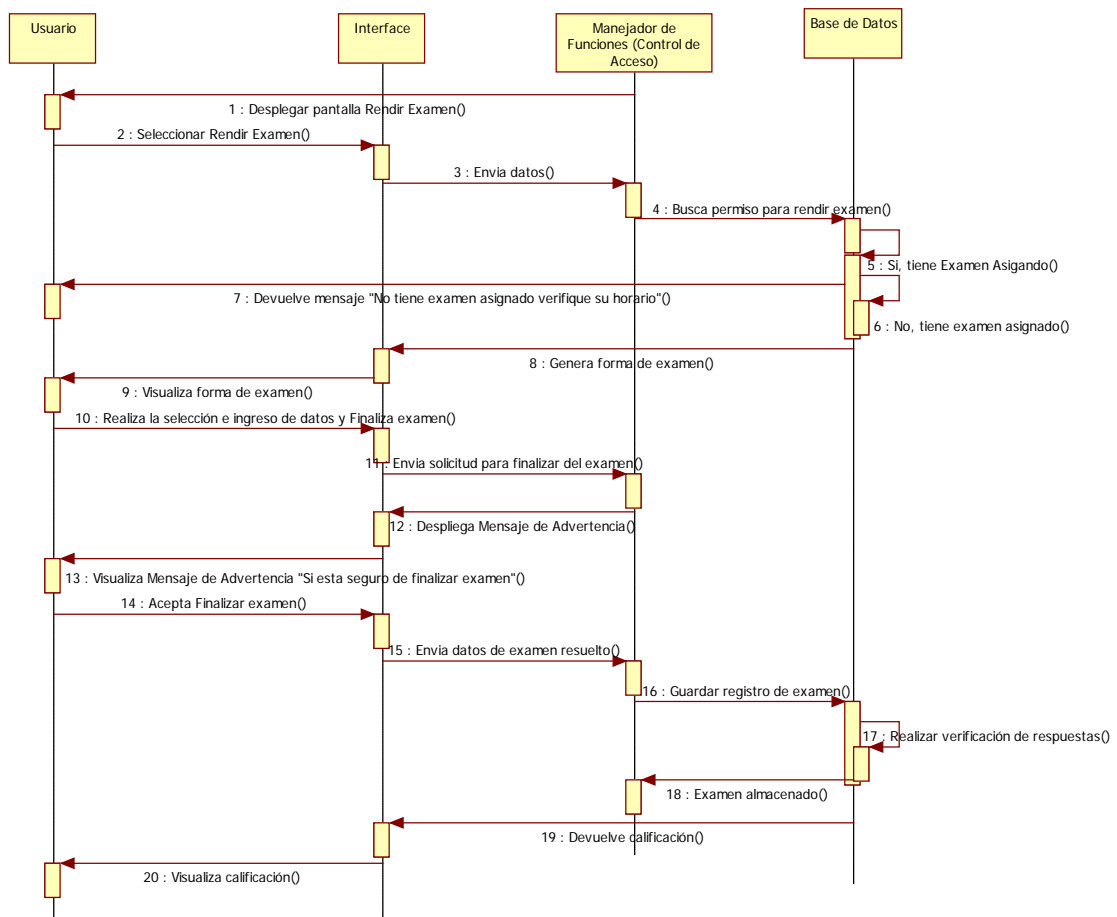 Usuario
Interface
Manejador de
Funciones (Control de
Acceso)
Base de Datos
1 : Desplegar pantalla Rendir Examen()
2 : Seleccionar Rendir Examen()
3 : Envia datos()
4 : Busca permiso para rendir examen()
5 : Si, tiene Examen Asigando()
7 : Devuelve mensaje "No tiene examen asignado verifique su horario"()
6 : No, tiene examen asignado()
8 : Genera forma de examen()
9 : Visualiza forma de examen()
10 : Realiza la selección e ingreso de datos y Finaliza examen()
11 : Envia solicitud para finalizar del examen()
12 : Despliega Mensaje de Advertencia()
13 : Visualiza Mensaje de Advertencia "Si esta seguro de finalizar examen"()
14 : Acepta Finalizar examen()
15 : Envia datos de examen resuelto()
16 : Guardar registro de examen()
17 : Realizar verificación de respuestas()
18 : Examen almacenado()
19 : Devuelve calificación()
20 : Visualiza calificación()